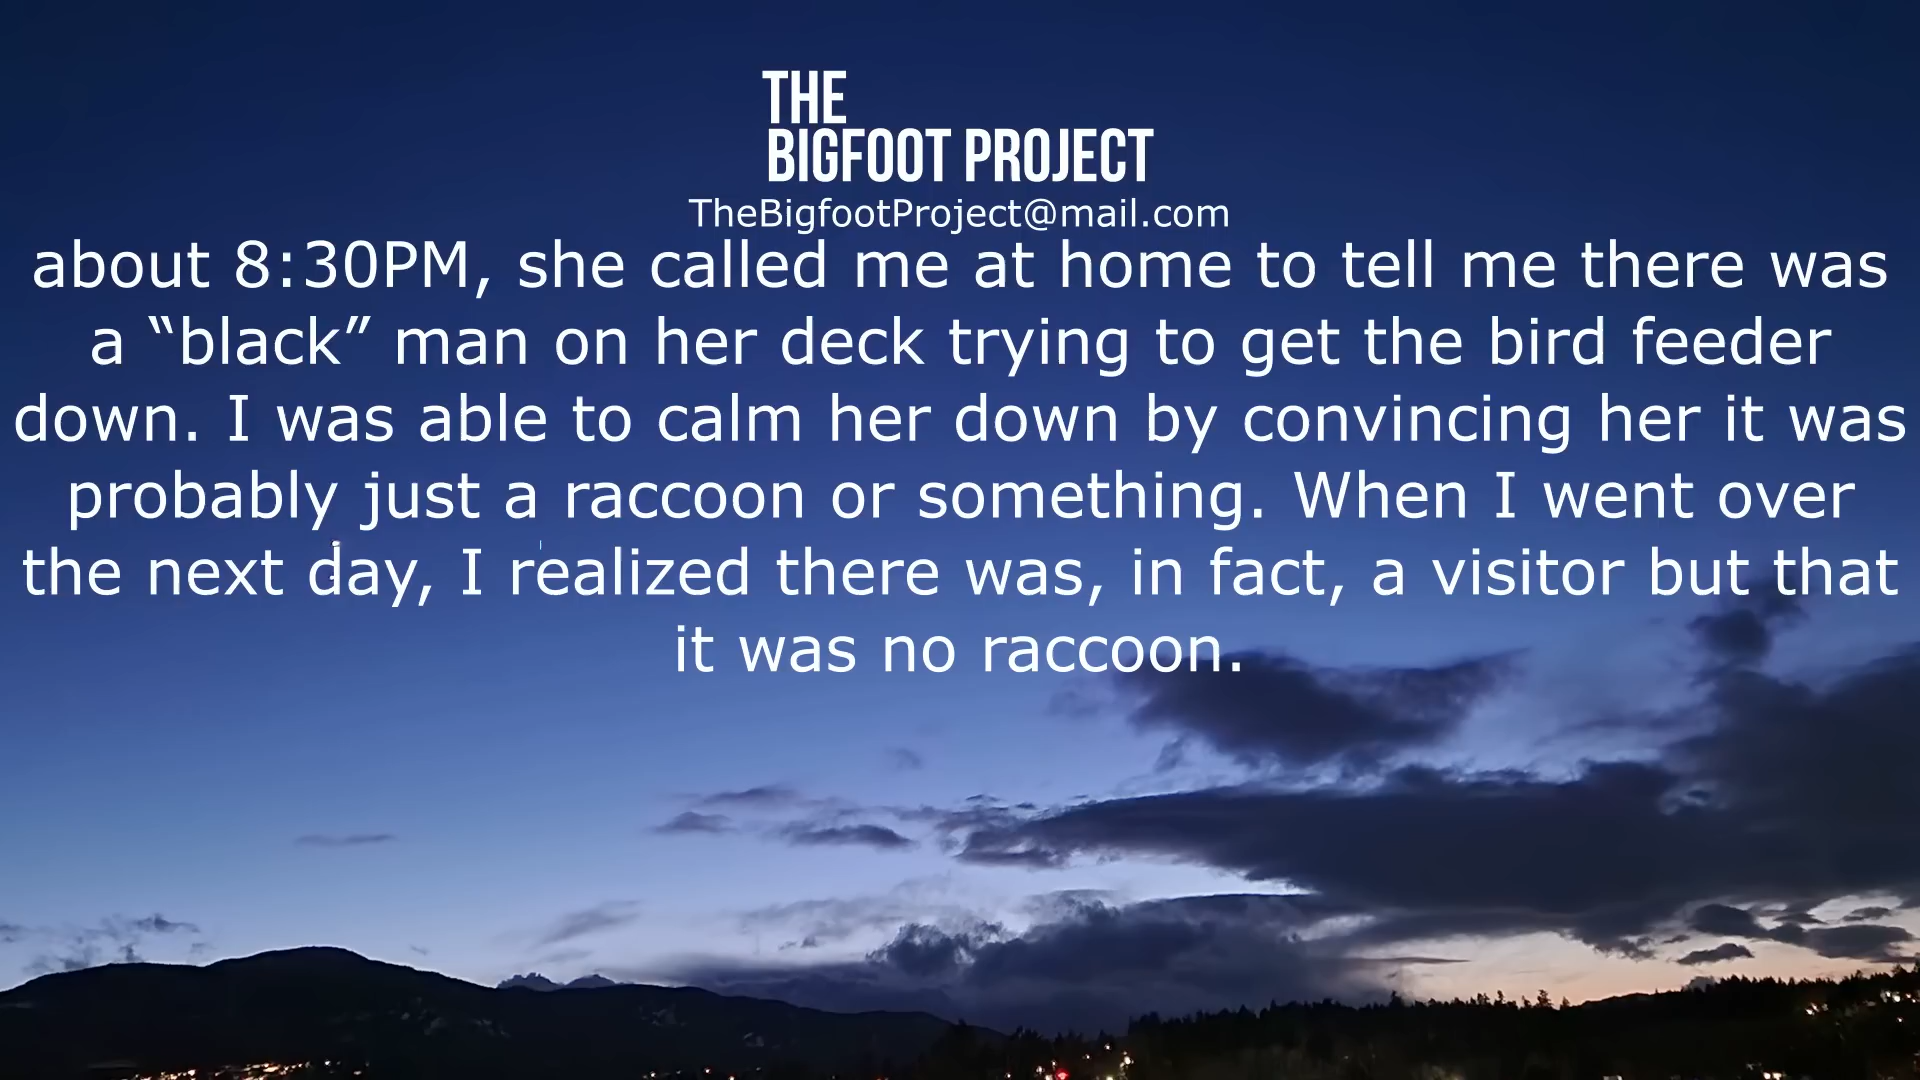 THE
BIGFOOT PROJECT
TheBigfootProject@mail.com
about 8:30PM, she called me at home to tell me there was
a “black” man on her deck trying to get the bird feeder
down. I was able to calm her down by convincing her it was
probably just a raccoon or something. When I went over
the next day, I realized there was, in fact, a visitor but that
it was no raccoon.